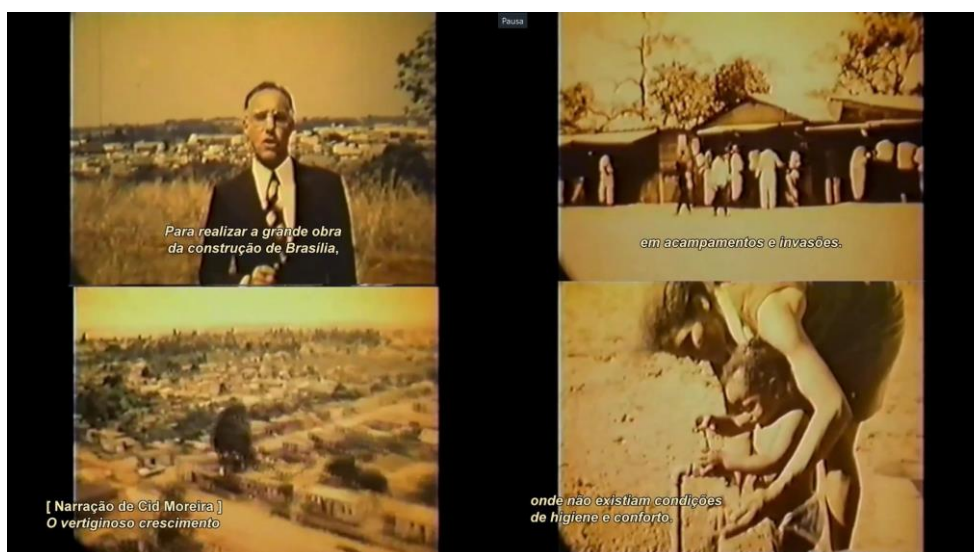 Pausa
Para realizar a grande obra
da construção de Brasília,
em acampamentos e invasões.
[ Narração de Cid Moreira ]
O vertiginoso crescimento
onde não existiam condições
de higiene e conforto.